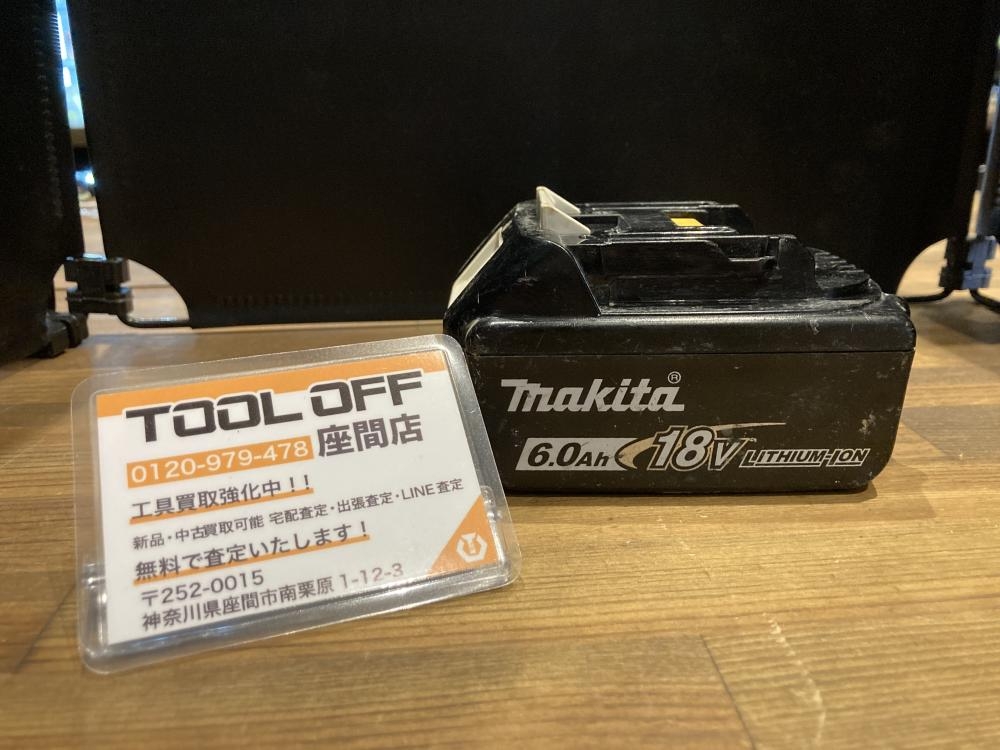 TOOL OFF
0120-979-478 座間店
工具買取強化中！！
新品・中古買取可能 宅配査定・出張査定・LINE査定
無料で査定いたします！
〒252-0015
神奈川県座間市南栗原 1-12-3
makita®
6.0Ah 18V LITHIUM-ION